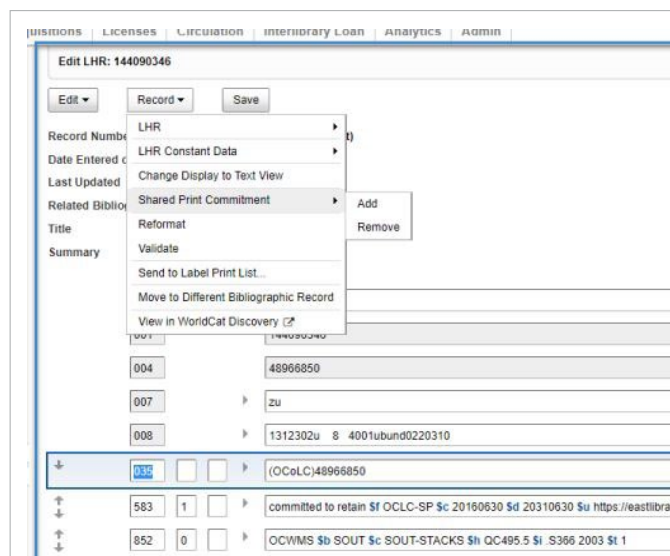 Licenses Circulation Interlibrary Loan Analytics Admin
Edit LHR: 144090346
Edit Record Save
LHR
LHR Constant Data
Change Display to Text View
Shared Print Commitment
Add
Remove
Reformat
Validate
Send to Label Print List...
Move to Different Bibliographic Record
View in WorldCat Discovery
Record Numbe t)
Date Entered o
Last Updated
Related Bibliog
Title
Summary
001 144090346
004 48966850
007 zu
008 1312302u 8 4001ubund0220310
035 (OCoLC)48966850
583 1 committed to retain $f OCLC-SP $c 20160630 $d 20310630 $u https://eastlibra
852 0 OCWMS $b SOUT $c SOUT-STACKS $h QC495.5 $i .S366 2003 $t 1